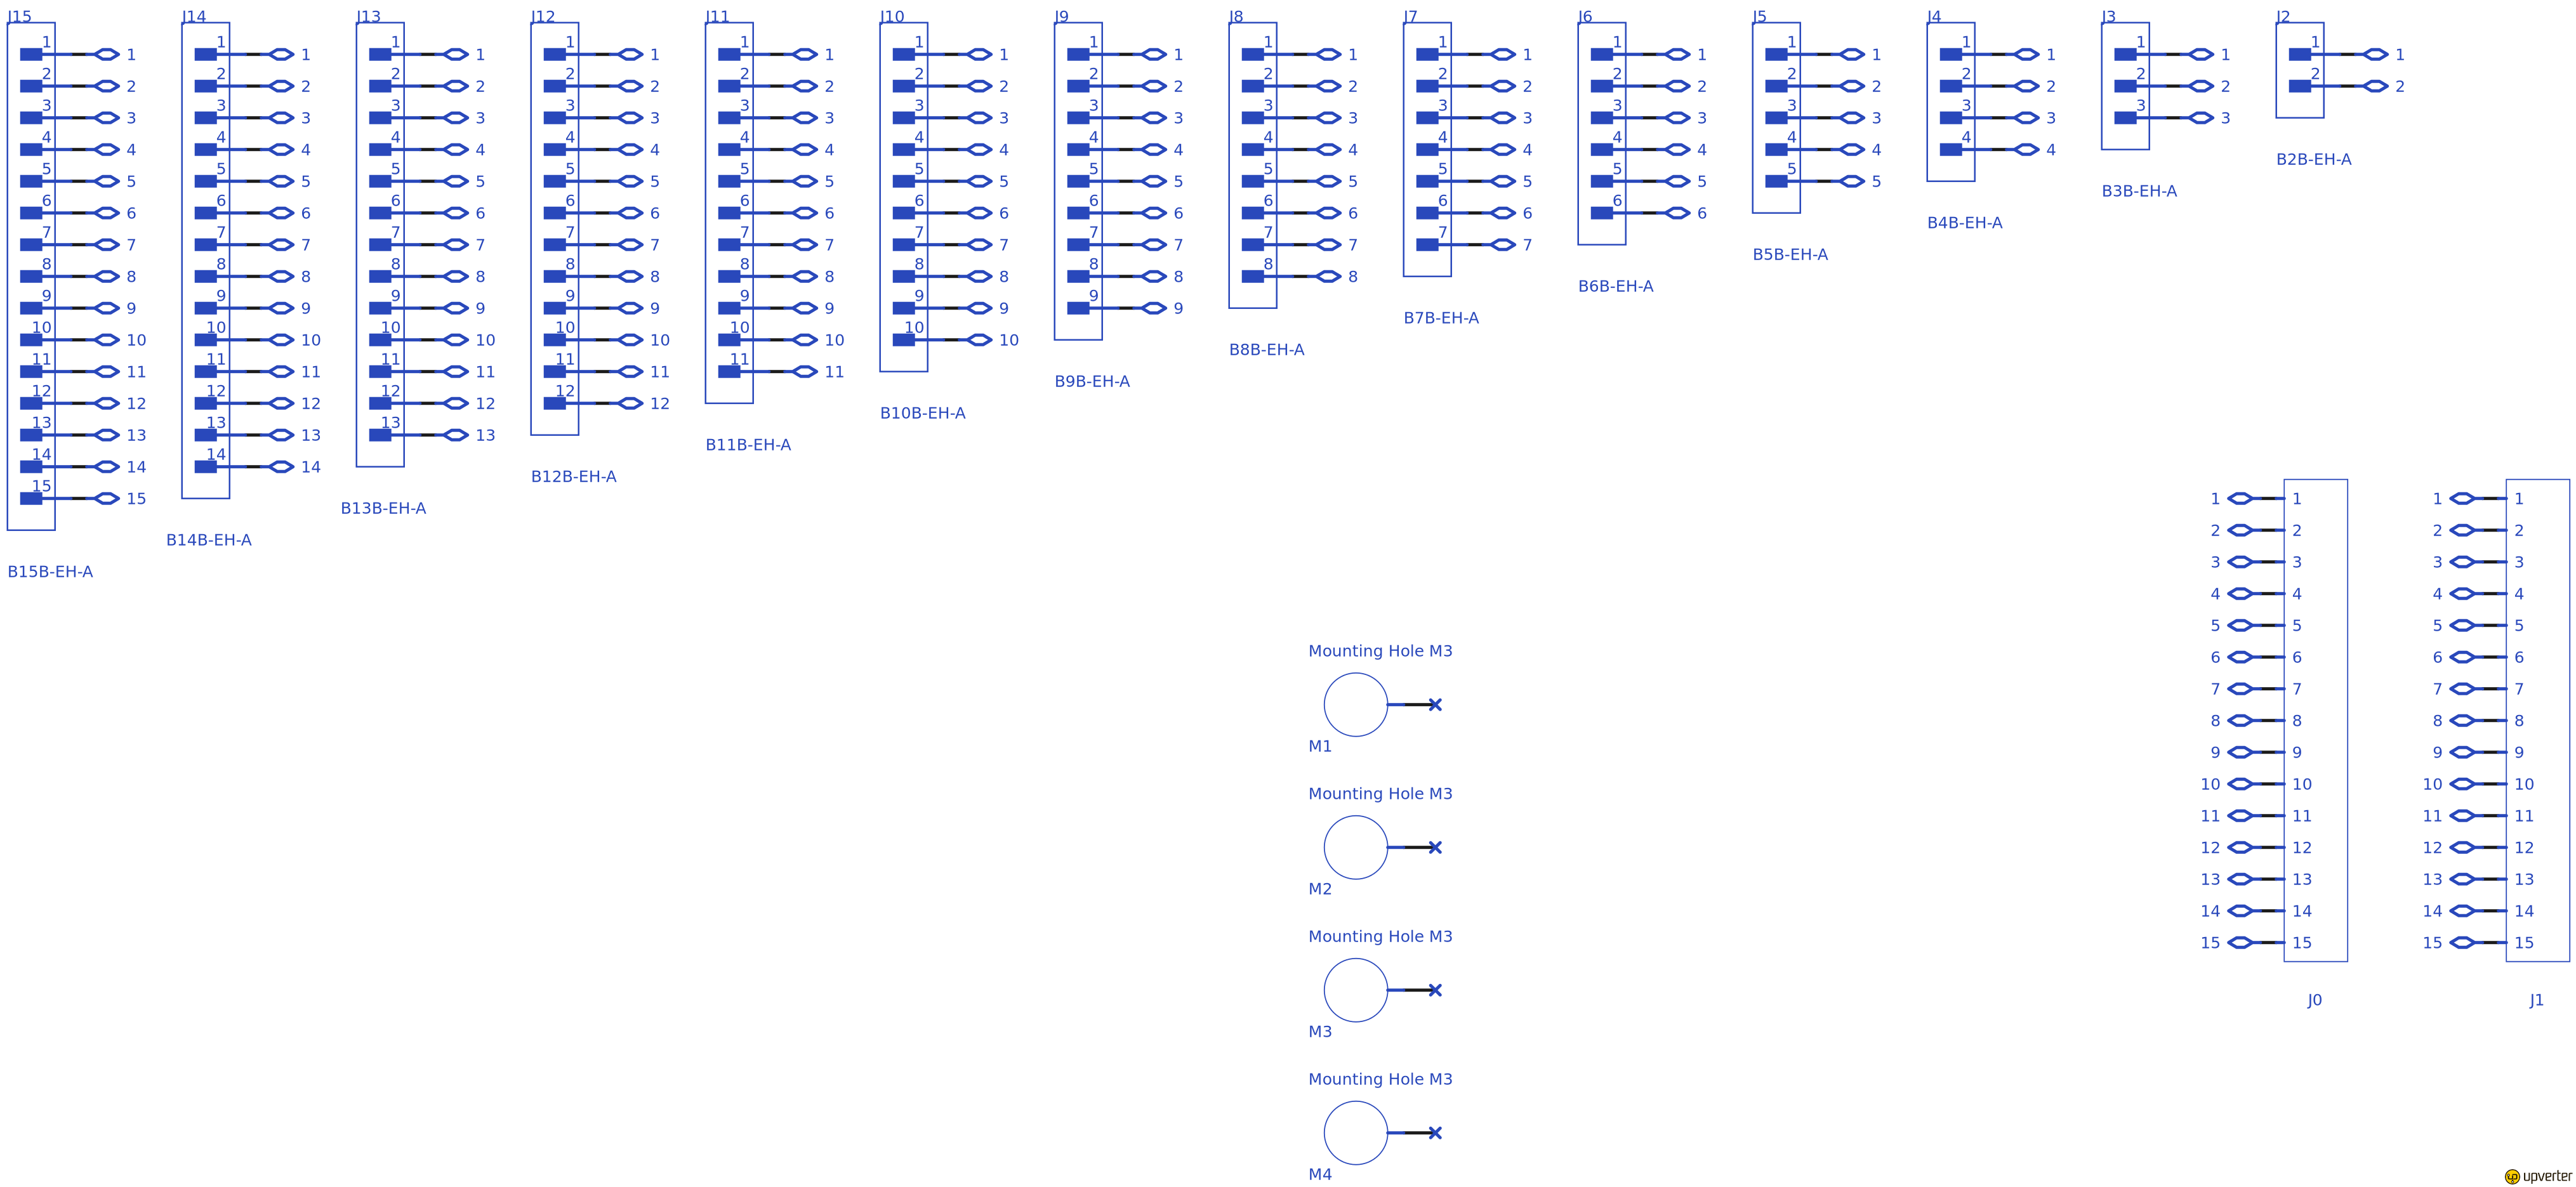 J15 J14 J13 J12 J11 J10 J9 J8 J7 J6 J5 J4 J3 J2
1 1 1 1 1 1 1 1 1 1 1 1 1 1 1 1 1 1 1 1 1 1 1 1 1 1 1 1
2 2 2 2 2 2 2 2 2 2 2 2 2 2 2 2 2 2 2 2 2 2 2 2 2 2 2 2
3 3 3 3 3 3 3 3 3 3 3 3 3 3 3 3 3 3 3 3 3 3 3 3 3 3
B2B-EH-A
4 4 4 4 4 4 4 4 4 4 4 4 4 4 4 4 4 4 4 4 4 4 4 4
B3B-EH-A
5 5 5 5 5 5 5 5 5 5 5 5 5 5 5 5 5 5 5 5 5 5
B4B-EH-A
6 6 6 6 6 6 6 6 6 6 6 6 6 6 6 6 6 6 6 6
B5B-EH-A
7 7 7 7 7 7 7 7 7 7 7 7 7 7 7 7 7 7
B6B-EH-A
8 8 8 8 8 8 8 8 8 8 8 8 8 8 8 8
B7B-EH-A
9 9 9 9 9 9 9 9 9 9 9 9 9 9
B8B-EH-A
10 10 10 10 10 10 10 10 10 10 10 10
B9B-EH-A
11 11 11 11 11 11 11 11 11 11
B10B-EH-A
12 12 12 12 12 12 12 12
B11B-EH-A
13 13 13 13 13 13
B12B-EH-A
14 14 14 14
B13B-EH-A
15 15
B14B-EH-A
B15B-EH-A
1 1 1 1
2 2 2 2
3 3 3 3
4 4 4 4
5 5 5 5
6 6 6 6
7 7 7 7
8 8 8 8
9 9 9 9
10 10 10 10
11 11 11 11
12 12 12 12
13 13 13 13
14 14 14 14
15 15 15 15
J0 J1
Mounting Hole M3
M1
Mounting Hole M3
M2
Mounting Hole M3
M3
Mounting Hole M3
M4
up upverter